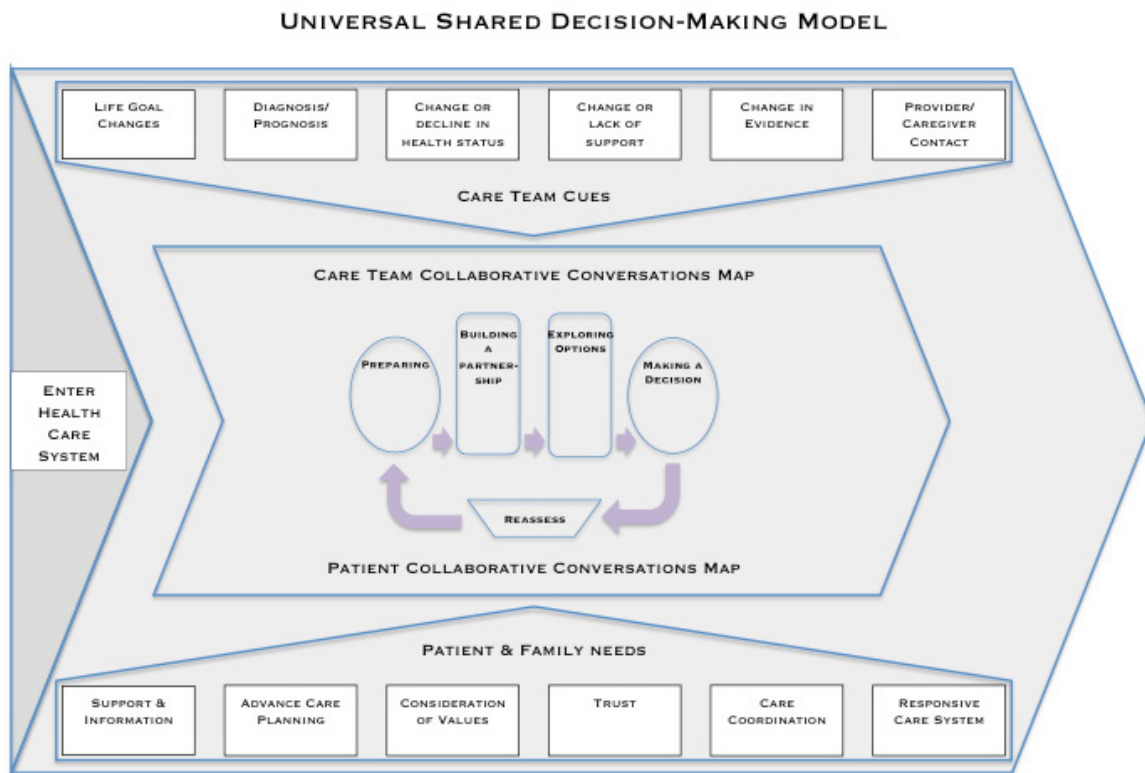 Universal Shared Decision-Making Model
Life Goal
Changes
Diagnosis/
Prognosis
Change or
decline in
health status
Change or
lack of
support
Change in
Evidence
Provider/
Caregiver
Contact
Care Team Cues
Care Team Collaborative Conversations Map
Preparing
Building
a
partner-
ship
Exploring
Options
Making a
Decision
Reassess
Patient Collaborative Conversations Map
Enter
Health
Care
System
Patient & Family needs
Support &
Information
Advance Care
Planning
Consideration
of Values
Trust
Care
Coordination
Responsive
Care System